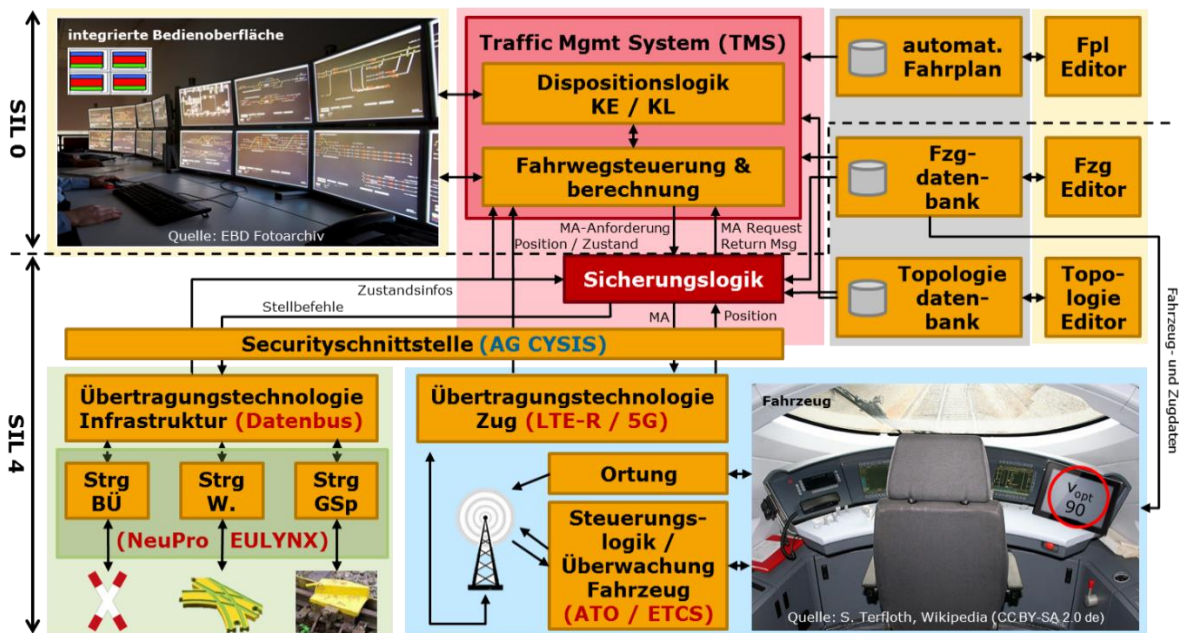 SIL 0
SIL 4
integrierte Bedienoberfläche
Quelle: EBD Fotoarchiv
Traffic Mgmt System (TMS)
Dispositionslogik
KE / KL
Fahrwegsteuerung &
berechnung
automat.
Fahrplan
Fpl
Editor
Fzg-
daten-
bank
Fzg
Editor
Topologie
daten-
bank
Topo-
logie
Editor
MA-Anforderung
Position / Zustand
MA Request
Return Msg
Sicherungslogik
Zustandsinfos
Stellbefehle
MA
Position
Fahrzeug- und Zugdaten
Securityschnittstelle (AG CYSIS)
Übertragungstechnologie
Infrastruktur (Datenbus)
Strg
BÜ
Strg
W.
Strg
GSp
(NeuPro EULYNX)
Übertragungstechnologie
Zug (LTE-R / 5G)
Ortung
Steuerungs-
logik /
Überwachung
Fahrzeug
(ATO / ETCS)
Fahrzeug
Vopt
90
Quelle: S. Terfloth, Wikipedia (CC BY-SA 2.0 de)